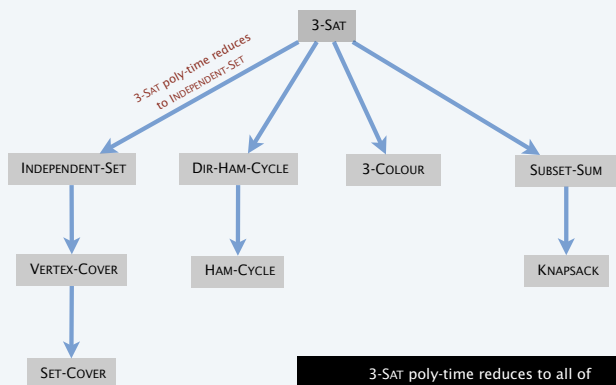 3-SAT
3-SAT poly-time reduces
to INDEPENDENT-SET
INDEPENDENT-SET
DIR-HAM-CYCLE
3-COLOUR
SUBSET-SUM
VERTEX-COVER
HAM-CYCLE
KNAPSACK
SET-COVER
3-SAT poly-time reduces to all of